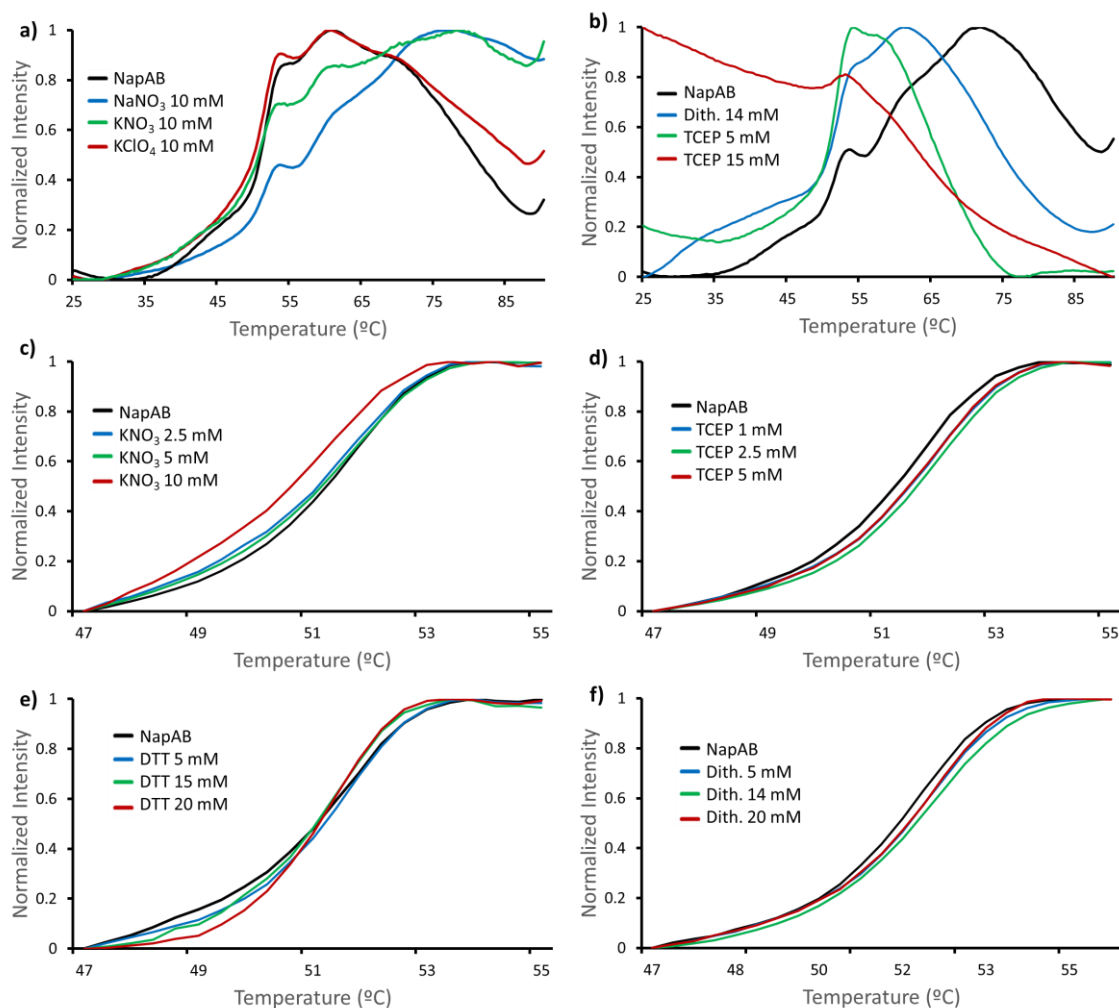 a)
Normalized Intensity
1
0.8
0.6
0.4
0.2
0
NapAB
NaNO₃ 10 mM
KNO₃ 10 mM
KClO₄ 10 mM
25 35 45 55 65 75 85
Temperature (ºC)
b)
Normalized Intensity
1
0.8
0.6
0.4
0.2
0
NapAB
Dith. 14 mM
TCEP 5 mM
TCEP 15 mM
25 35 45 55 65 75 85
Temperature (ºC)
c)
Normalized Intensity
1
0.8
0.6
0.4
0.2
0
NapAB
KNO₃ 2.5 mM
KNO₃ 5 mM
KNO₃ 10 mM
47 49 51 53 55
Temperature (ºC)
d)
Normalized Intensity
1
0.8
0.6
0.4
0.2
0
NapAB
TCEP 1 mM
TCEP 2.5 mM
TCEP 5 mM
47 49 51 53 55
Temperature (ºC)
e)
Normalized Intensity
1
0.8
0.6
0.4
0.2
0
NapAB
DTT 5 mM
DTT 15 mM
DTT 20 mM
47 49 51 53 55
Temperature (ºC)
f)
Normalized Intensity
1
0.8
0.6
0.4
0.2
0
NapAB
Dith. 5 mM
Dith. 14 mM
Dith. 20 mM
47 48 50 52 53 55
Temperature (ºC)